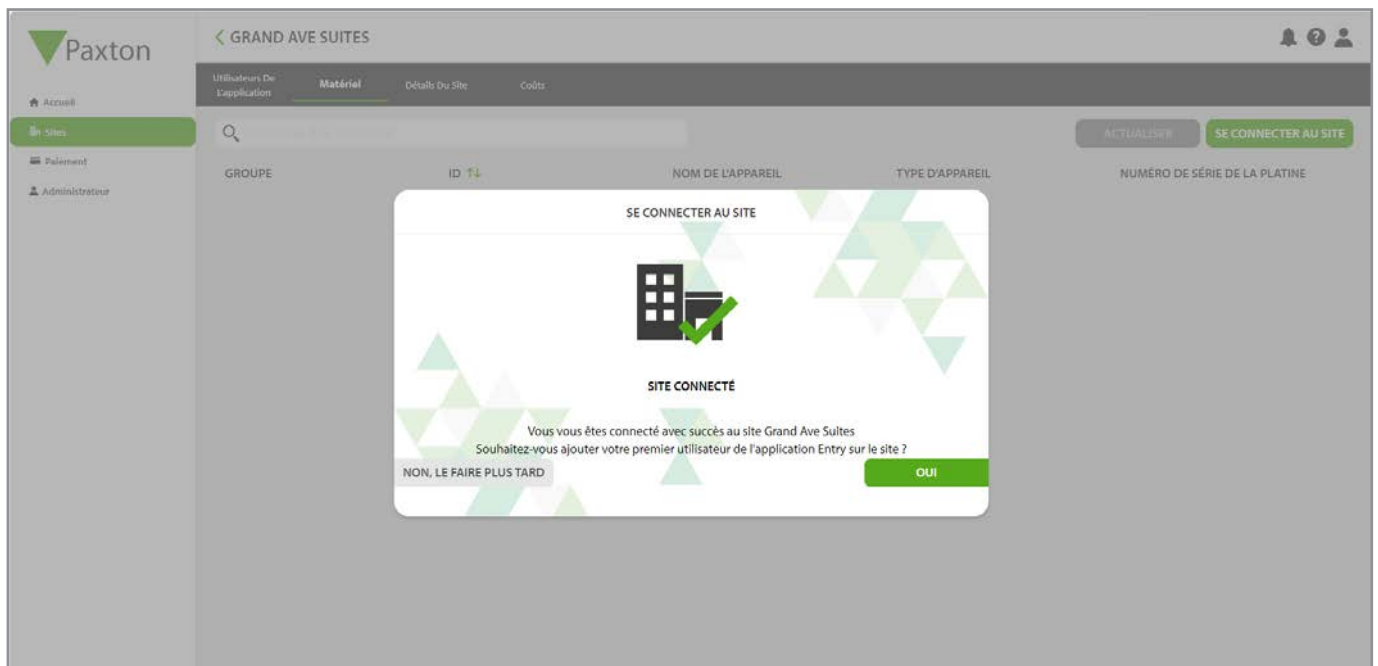 Paxton
GRAND AVE SUITES
Utilisateurs De
L'application
Matériel
Détails Du Site
Coûts
Accueil
Sites
Paiement
Administrateur
ACTUALISER
SE CONNECTER AU SITE
GROUPE
ID
NOM DE L'APPAREIL
TYPE D'APPAREIL
NUMÉRO DE SÉRIE DE LA PLATINE
SE CONNECTER AU SITE
SITE CONNECTÉ
Vous vous êtes connecté avec succès au site Grand Ave Suites
Souhaitez-vous ajouter votre premier utilisateur de l'application Entry sur le site ?
NON, LE FAIRE PLUS TARD
OUI